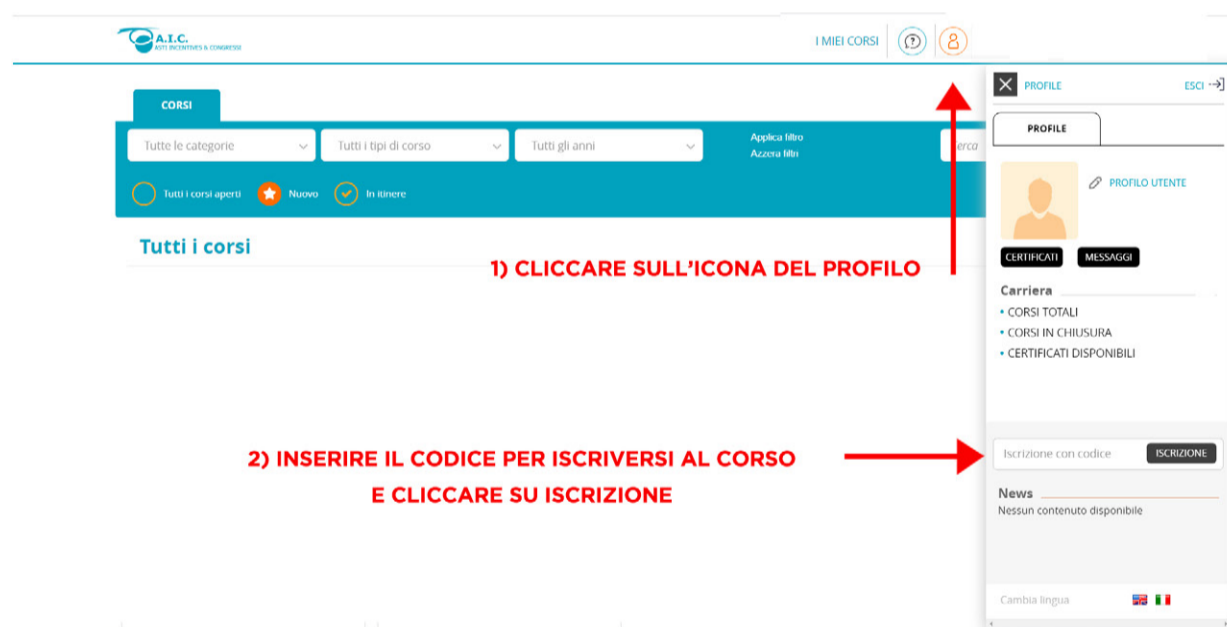 A.I.C.
ASTI INCENTIVES & CONGRESSI
I MIEI CORSI
PROFILE
ESCI
CORSI
PROFILE
Tutte le categorie
Tutti i tipi di corso
Tutti gli anni
Applica filtro
Azzera filtri
erca
Tutti i corsi aperti
Nuovo
In itinere
PROFILO UTENTE
Tutti i corsi
1) CLICCARE SULL'ICONA DEL PROFILO
CERTIFICATI
MESSAGGI
Carriera
• CORSI TOTALI
• CORSI IN CHIUSURA
• CERTIFICATI DISPONIBILI
2) INSERIRE IL CODICE PER ISCRIVERSI AL CORSO
E CLICCARE SU ISCRIZIONE
Iscrizione con codice
ISCRIZIONE
News
Nessun contenuto disponibile
Cambia lingua